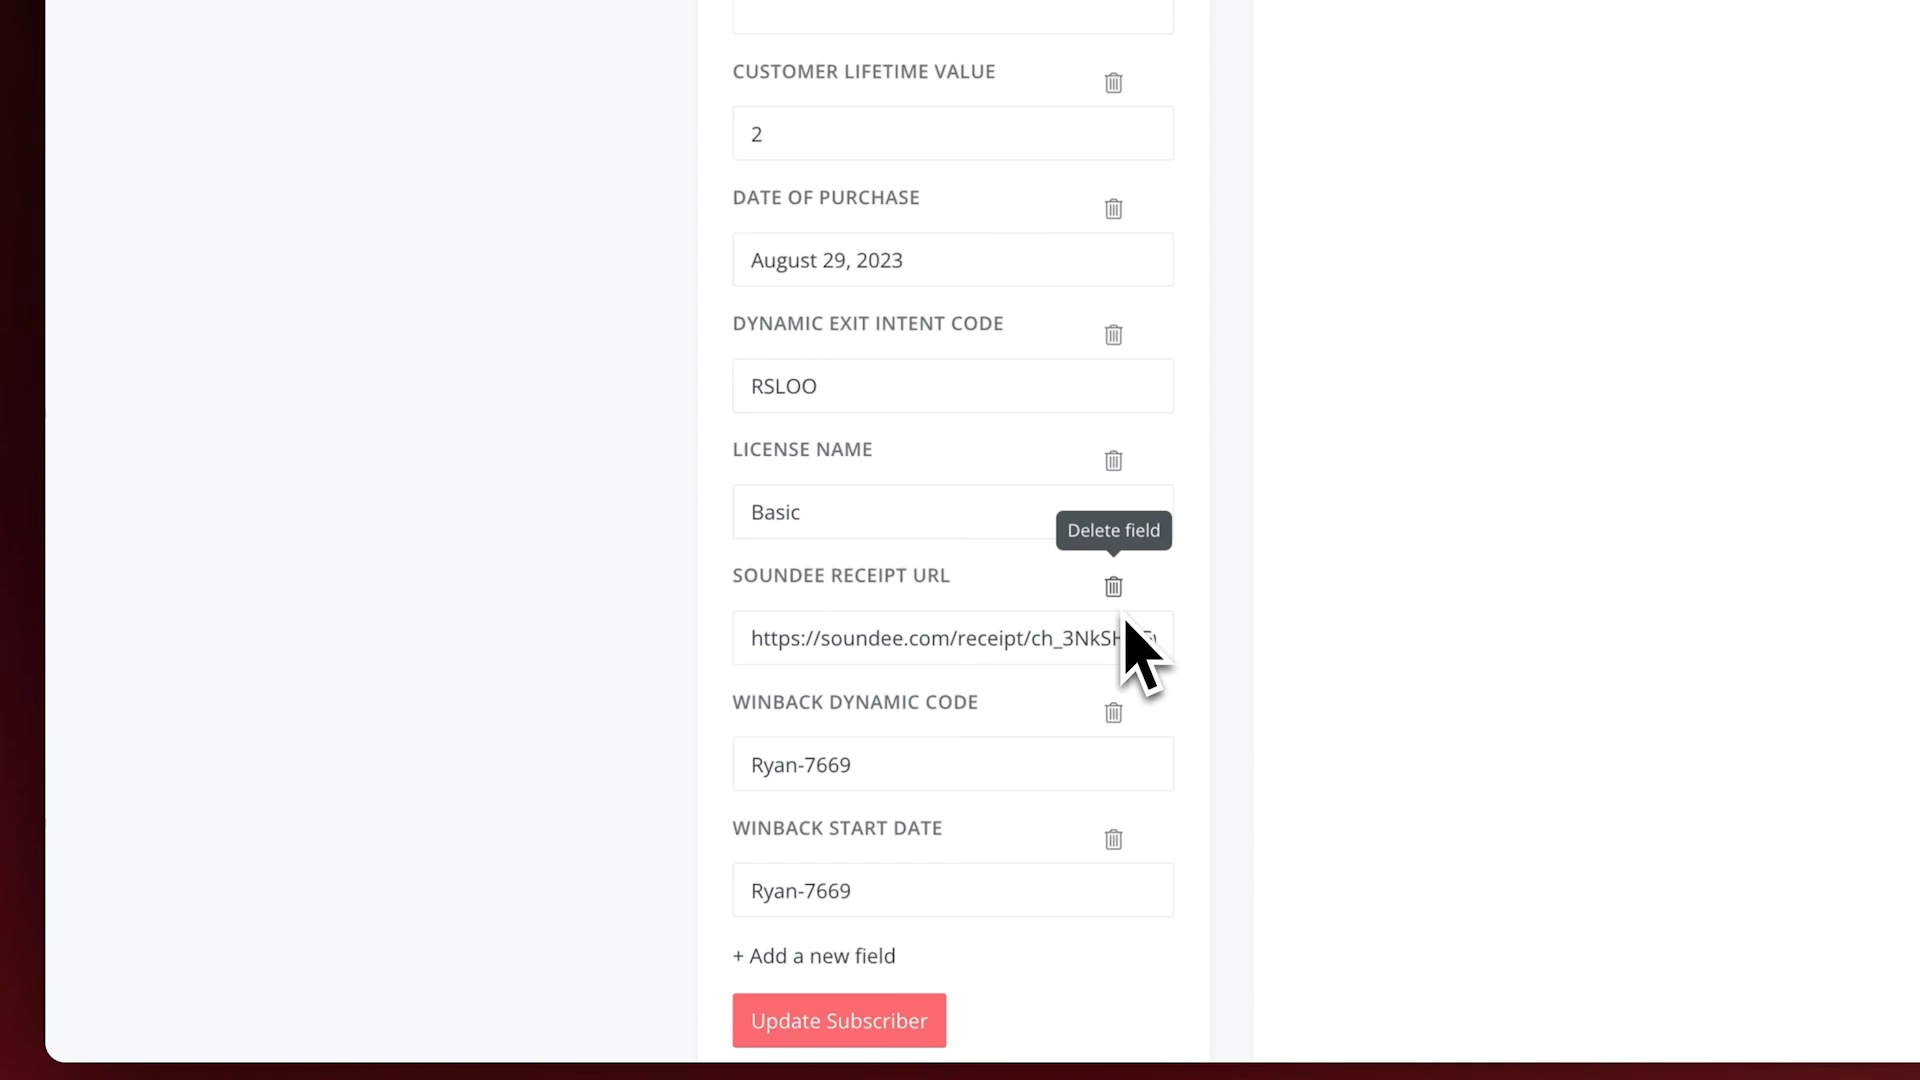 CUSTOMER LIFETIME VALUE
2
DATE OF PURCHASE
August 29, 2023
DYNAMIC EXIT INTENT CODE
RSLOO
LICENSE NAME
Basic
Delete field
SOUNDEE RECEIPT URL
https://soundee.com/receipt/ch_3NkSH
WINBACK DYNAMIC CODE
Ryan-7669
WINBACK START DATE
Ryan-7669
+ Add a new field
Update Subscriber